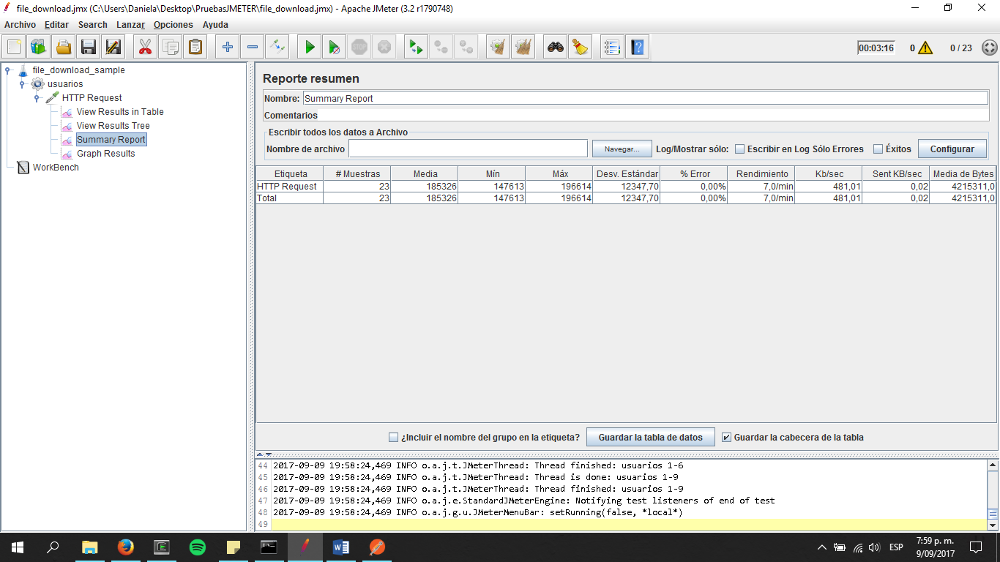 file_download.jmx (C:\Users\Daniela\Desktop\PruebasJMETER\file_download.jmx) - Apache JMeter (3.2 r1790748)
Archivo Editar Search Lanzar Opciones Ayuda
00:03:16 0 0 / 23
file_download_sample
usuarios
HTTP Request
View Results in Table
View Results Tree
Summary Report
Graph Results
WorkBench
Reporte resumen
Nombre: Summary Report
Comentarios
Escribir todos los datos a Archivo
Nombre de archivo Navegar... Log/Mostrar sólo: Escribir en Log Sólo Errores Éxitos Configurar
Etiqueta # Muestras Media Mín Máx Desv. Estándar % Error Rendimiento Kb/sec Sent KB/sec Media de Bytes
HTTP Request 23 185326 147613 196614 12347,70 0,00% 7,0/min 481,01 0,02 4215311,0
Total 23 185326 147613 196614 12347,70 0,00% 7,0/min 481,01 0,02 4215311,0
¿Incluir el nombre del grupo en la etiqueta? Guardar la tabla de datos Guardar la cabecera de la tabla
44 2017-09-09 19:58:24,469 INFO o.a.j.t.JMeterThread: Thread finished: usuarios 1-6
45 2017-09-09 19:58:24,469 INFO o.a.j.t.JMeterThread: Thread is done: usuarios 1-9
46 2017-09-09 19:58:24,469 INFO o.a.j.t.JMeterThread: Thread finished: usuarios 1-9
47 2017-09-09 19:58:24,469 INFO o.a.j.e.StandardJMeterEngine: Notifying test listeners of end of test
48 2017-09-09 19:58:24,469 INFO o.a.j.g.u.JMeterMenuBar: setRunning(false, *local*)
49
ESP 7:59 p. m.
9/09/2017